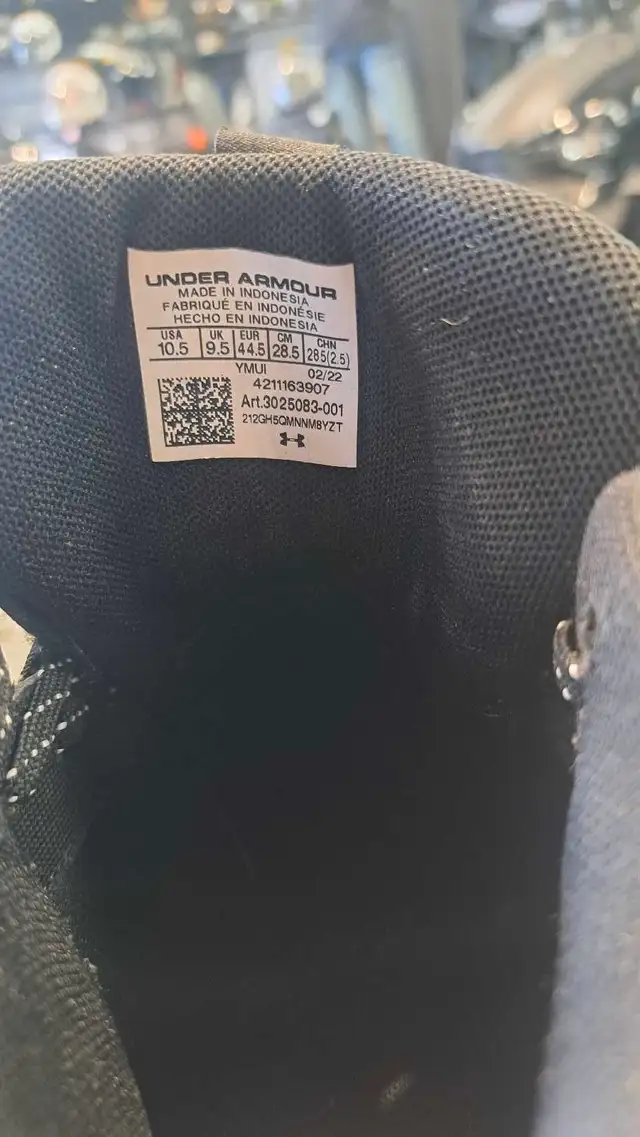 UNDER ARMOUR
MADE IN INDONESIA
FABRIQUÉ EN INDONÉSIE
HECHO EN INDONESIA
USA UK EUR CM CHN
10.5 9.5 44.5 28.5 285(2.5)
YMUI 02/22
4211163907
Art.3025083-001
212GH5QMNNM8YZT